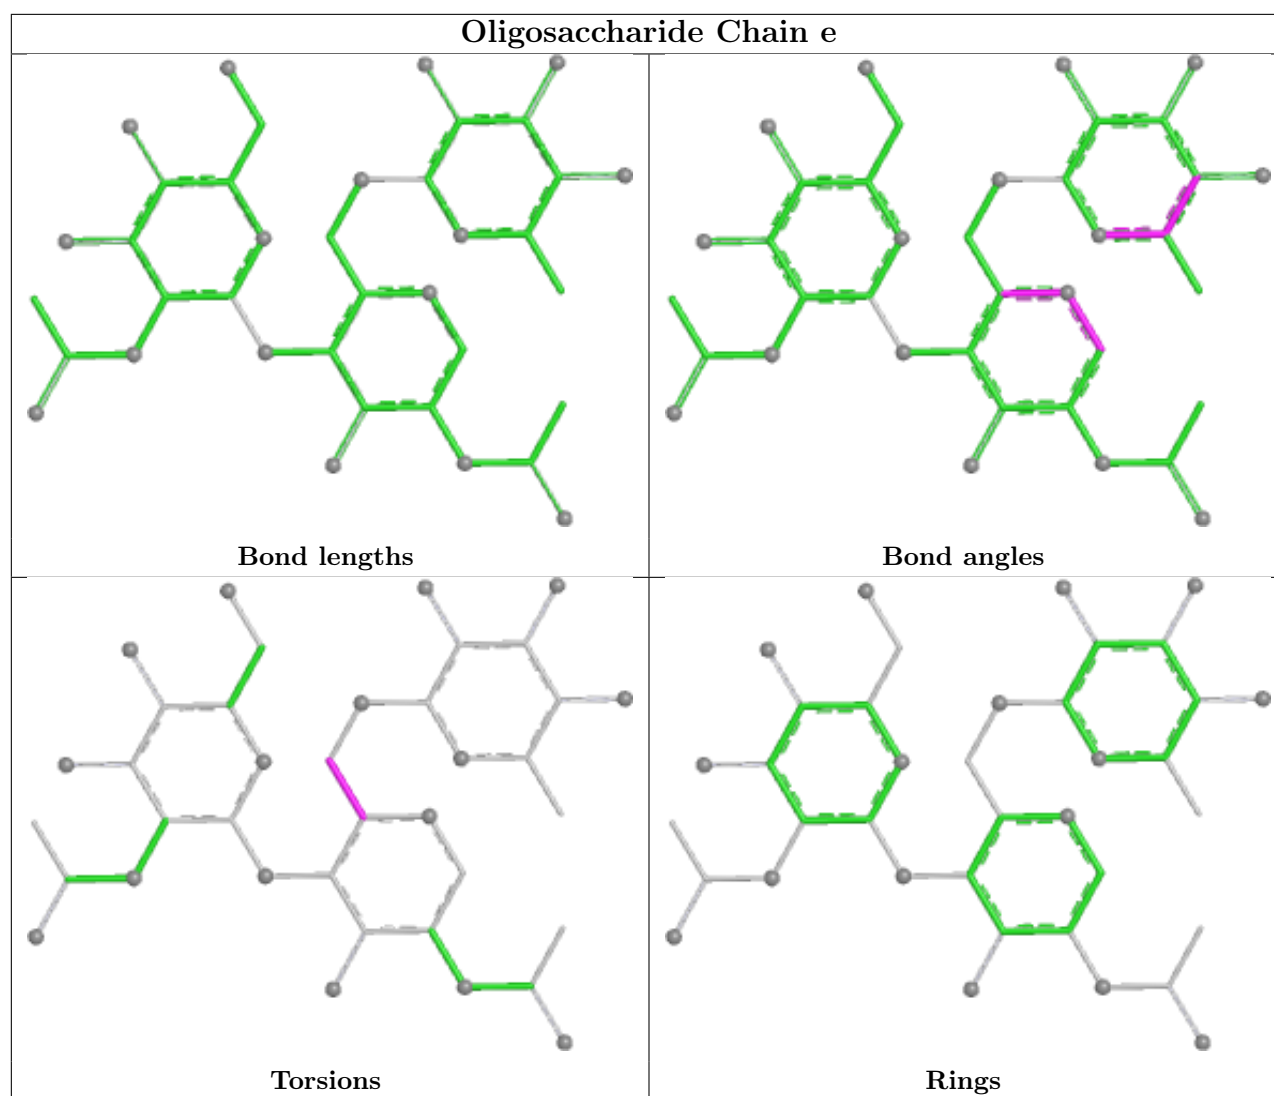 Oligosaccharide Chain e
Bond lengths
Bond angles
Torsions
Rings